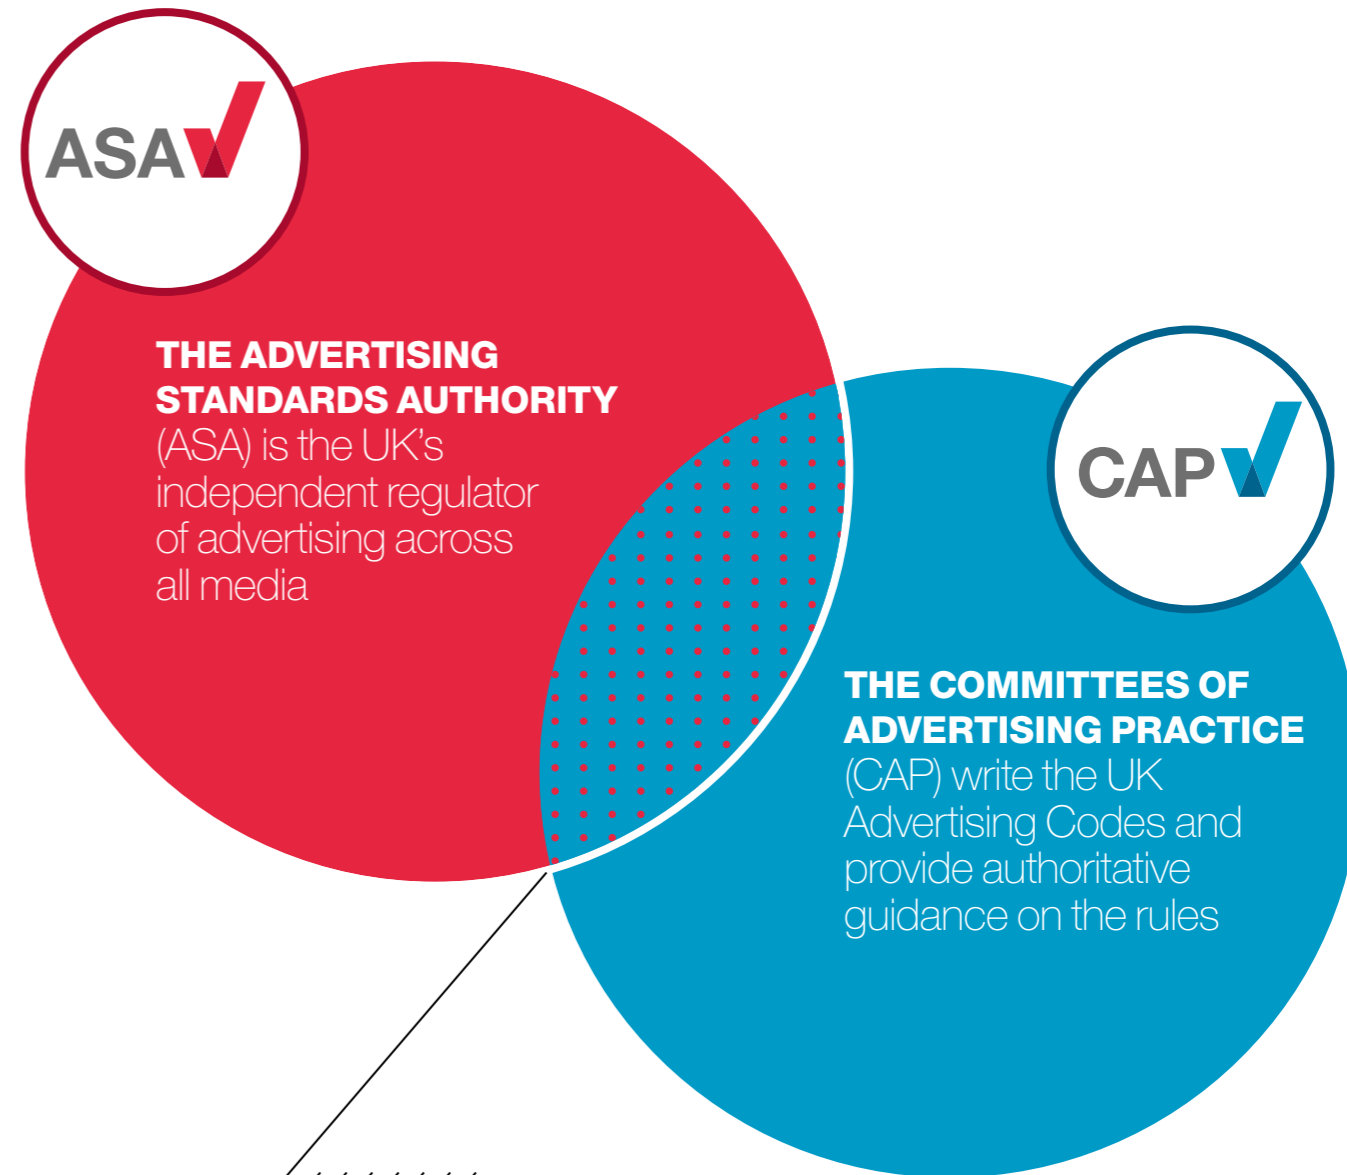 ASA
THE ADVERTISING
STANDARDS AUTHORITY
(ASA) is the UK's
independent regulator
of advertising across
all media
CAP
THE COMMITTEES OF
ADVERTISING PRACTICE
(CAP) write the UK
Advertising Codes and
provide authoritative
guidance on the rules